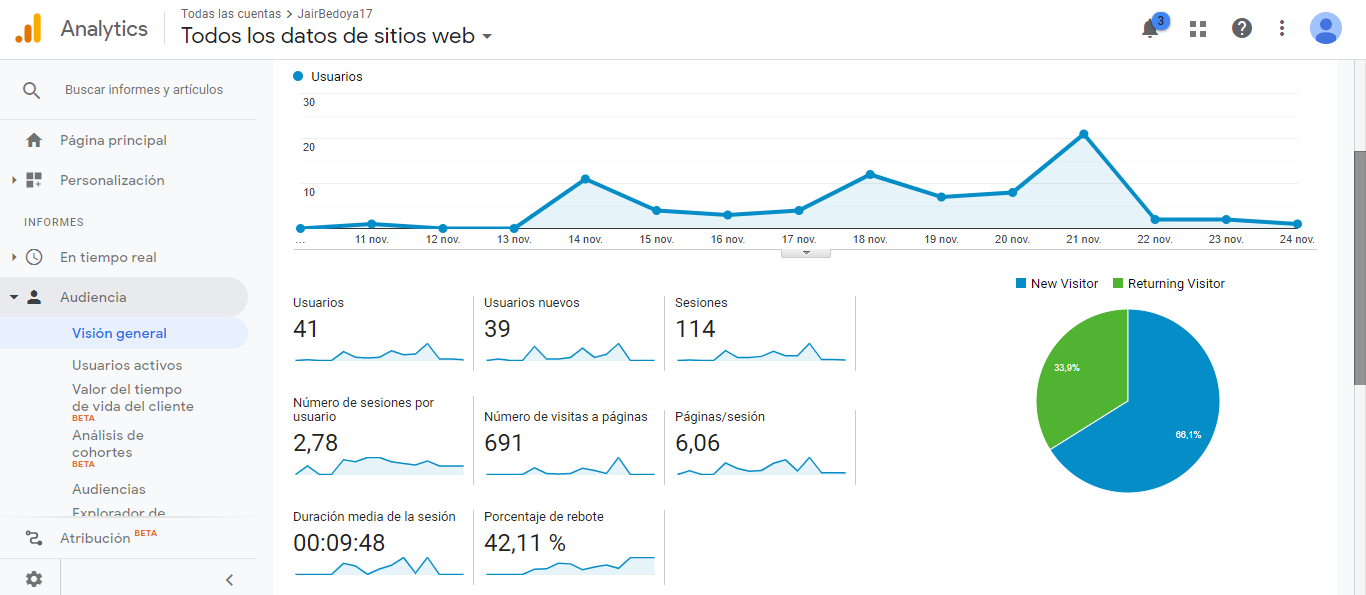 Analytics
Todas las cuentas > JairBedoya17
Todos los datos de sitios web
3
Buscar informes y artículos
Página principal
Personalización
INFORMES
En tiempo real
Audiencia
Visión general
Usuarios activos
Valor del tiempo
de vida del cliente
BETA
Análisis de
cohortes
BETA
Audiencias
Explorador de
Atribución BETA
Usuarios
30
20
10
...
11 nov.
12 nov.
13 nov.
14 nov.
15 nov.
16 nov.
17 nov.
18 nov.
19 nov.
20 nov.
21 nov.
22 nov.
23 nov.
24 nov.
Usuarios
41
Usuarios nuevos
39
Sesiones
114
Número de sesiones por
usuario
2,78
Número de visitas a páginas
691
Páginas/sesión
6,06
Duración media de la sesión
00:09:48
Porcentaje de rebote
42,11 %
New Visitor
Returning Visitor
33,9%
66,1%